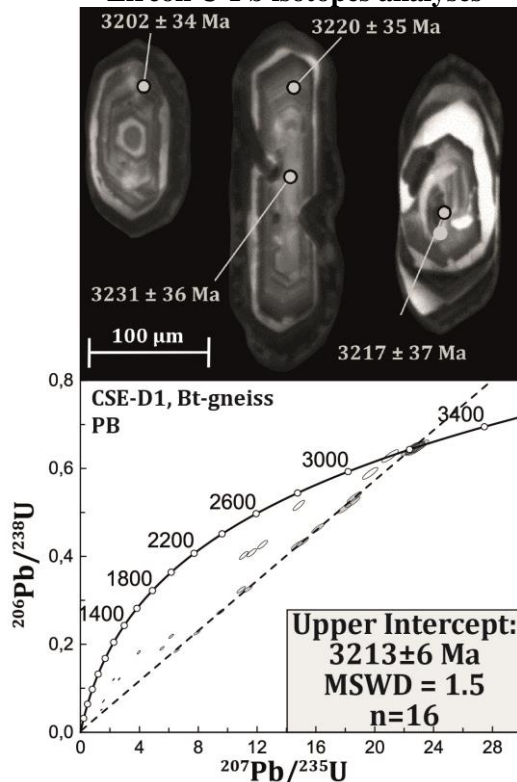 Zircon U-Pb isotopes analyses
3202 ± 34 Ma
3220 ± 35 Ma
3231 ± 36 Ma
3217 ± 37 Ma
100 µm
0,8
CSE-D1, Bt-gneiss
PB
3400
3000
2600
2200
1800
1400
0,6
0,4
0,2
0,0
²⁰⁶Pb/²³⁸U
Upper Intercept:
3213±6 Ma
MSWD = 1.5
n=16
0 4 8 12 16 20 24 28
²⁰⁷Pb/²³⁵U